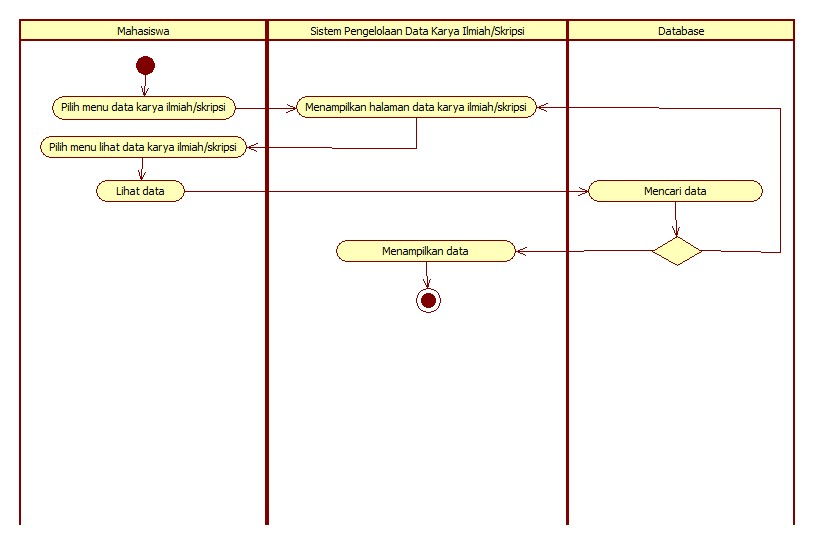 Mahasiswa
Sistem Pengelolaan Data Karya Ilmiah/Skripsi
Database
Pilih menu data karya ilmiah/skripsi
Menampilkan halaman data karya ilmiah/skripsi
Pilih menu lihat data karya ilmiah/skripsi
Lihat data
Mencari data
Menampilkan data